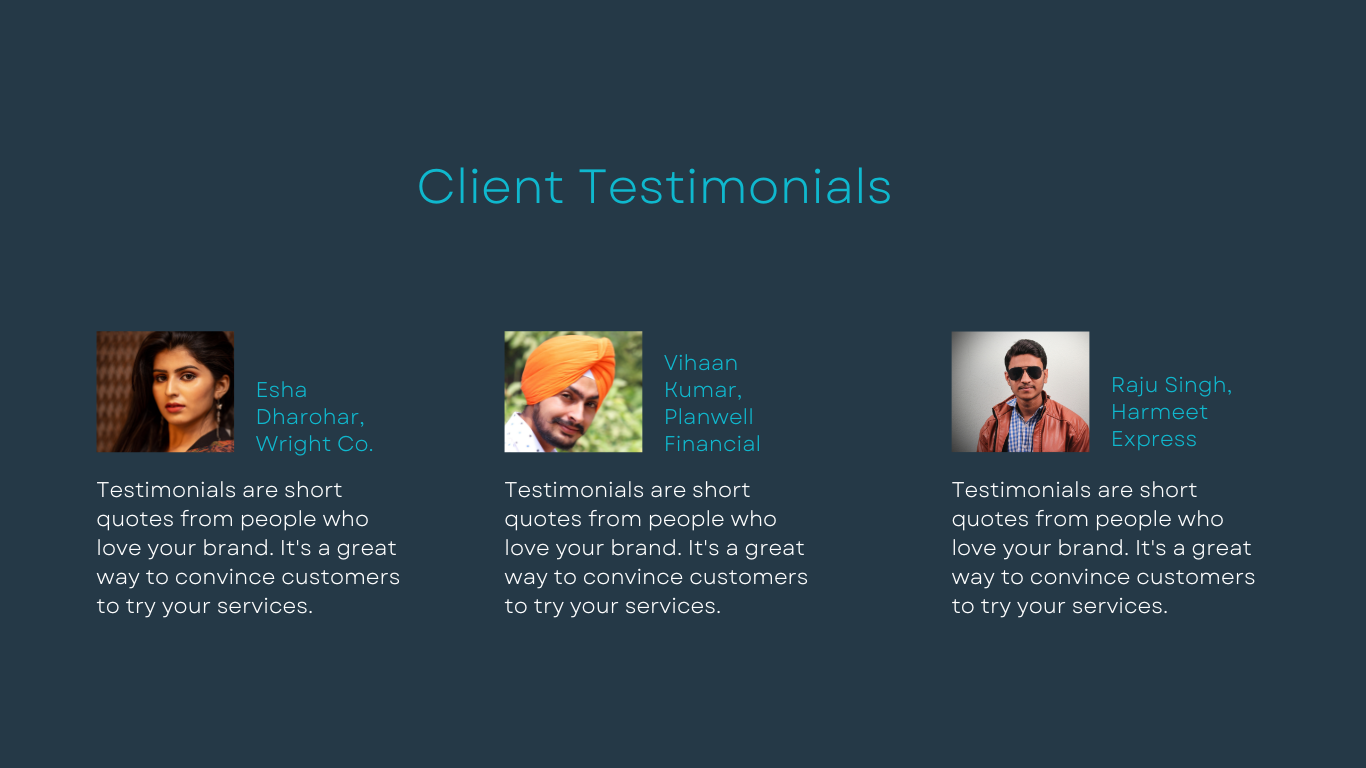 Client Testimonials
Esha
Dharohar,
Wright Co.
Testimonials are short
quotes from people who
love your brand. It's a great
way to convince customers
to try your services.
Vihaan
Kumar,
Planwell
Financial
Testimonials are short
quotes from people who
love your brand. It's a great
way to convince customers
to try your services.
Raju Singh,
Harmeet
Express
Testimonials are short
quotes from people who
love your brand. It's a great
way to convince customers
to try your services.